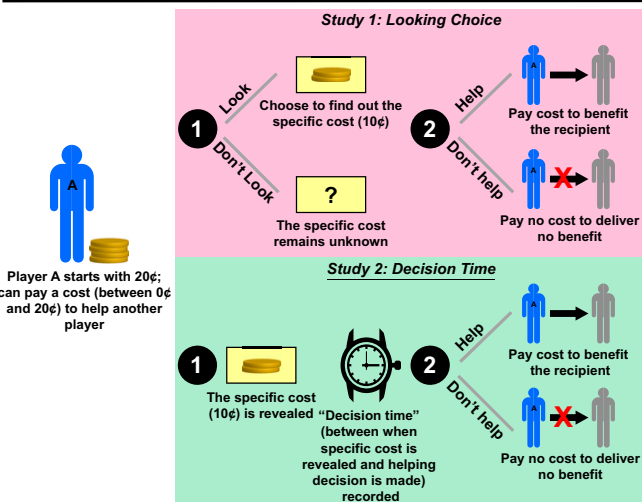 Study 1: Looking Choice
A
Player A starts with 20¢;
can pay a cost (between 0¢
and 20¢) to help another
player
1
Look
Choose to find out the
specific cost (10¢)
Don't Look
?
The specific cost
remains unknown
2
Help
A
Pay cost to benefit
the recipient
Don't help
A
X
Pay no cost to deliver
no benefit
Study 2: Decision Time
1
The specific cost
(10¢) is revealed
“Decision time”
(between when
specific cost is
revealed and helping
decision is made)
recorded
2
Help
A
Pay cost to benefit
the recipient
Don't help
A
X
Pay no cost to deliver
no benefit